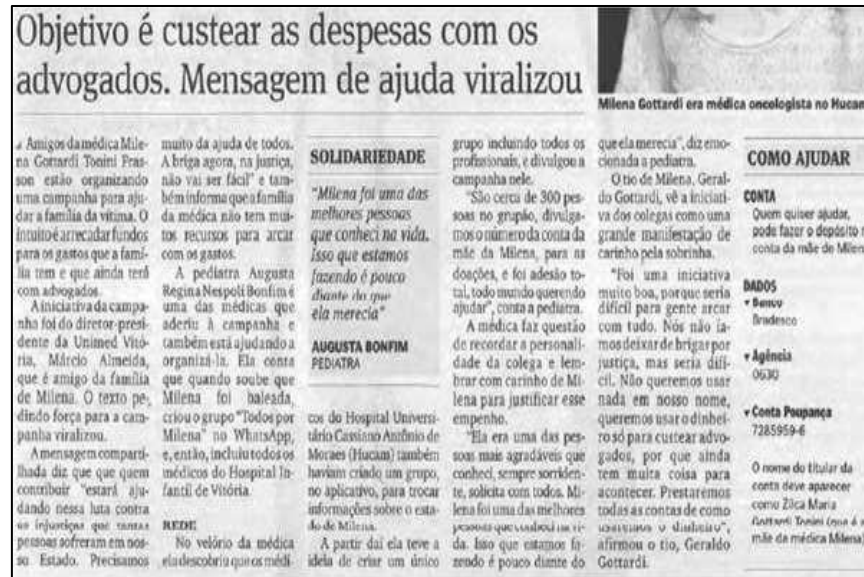 Objetivo é custear as despesas com os
advogados. Mensagem de ajuda viralizou
Milena Gottardi era médica oncologista no Hucam
Amigos da médica Mile-
na Gottardi Tonini Fras-
son estão organizando
uma campanha para aju-
dar a família da vítima. O
intuito é arrecadar fundos
para os gastos que a famí-
lia tem e que ainda terá
com advogados.
A iniciativa da campa-
nha foi do diretor-presi-
dente da Unimed Vitó-
ria, Márcio Almeida,
que é amigo da família
de Milena. O texto pe-
dindo força para a cam-
panha viralizou.
A mensagem comparti-
lhada diz que que quem
contribuir "estará aju-
dando nessa luta contra
as injustiças que tantas
pessoas sofreram em nos-
so Estado. Precisamos
muito da ajuda de todos.
A briga agora, na justiça,
não vai ser fácil" e tam-
bém informa que a família
da médica não tem mui-
tos recursos para arcar
com os gastos.
A pediatra Augusta
Regina Nespoli Bonfim é
uma das médicas que
aderiu à campanha e
também está ajudando a
organizá-la. Ela conta
que quando soube que
Milena foi baleada,
criou o grupo "Todos por
Milena" no WhatsApp,
e, então, incluiu todos os
médicos do Hospital In-
fantil de Vitória.
REDE
No velório da médica
ela descobriu que os médi-
SOLIDARIEDADE
"Milena foi uma das
melhores pessoas
que conheci na vida.
Isso que estamos
fazendo é pouco
diante do que
ela merecia"
AUGUSTA BONFIM
PEDIATRA
cos do Hospital Universi-
tário Cassiano Antônio de
Moraes (Hucam) também
haviam criado um grupo,
no aplicativo, para trocar
informações sobre o esta-
do de Milena.
A partir daí ela teve a
ideia de criar um único
grupo incluindo todos os
profissionais, e divulgou a
campanha nele.
"São cerca de 300 pes-
soas no grupão, divulga-
mos o número da conta da
mãe da Milena, para as
doações, e foi adesão to-
tal, todo mundo querendo
ajudar", conta a pediatra.
A médica faz questão
de recordar a personali-
dade da colega e lem-
brar com carinho de Mi-
lena para justificar esse
empenho.
"Ela era uma das pes-
soas mais agradáveis que
conheci, sempre sorriden-
te, solicita com todos. Mi-
lena foi uma das melhores
pessoas que conheci na vi-
da. Isso que estamos fa-
zendo é pouco diante do
que ela merecia", diz emo-
cionada a pediatra.
O tio de Milena, Geral-
do Gottardi, vê a iniciati-
va dos colegas como uma
grande manifestação de
carinho pela sobrinha.
"Foi uma iniciativa
muito boa, porque seria
difícil para gente arcar
com tudo. Nós não ía-
mos deixar de brigar por
justiça, mas seria difí-
cil. Não queremos usar
nada em nosso nome,
queremos usar o dinhei-
ro só para custear advo-
gados, por que ainda
tem muita coisa para
acontecer. Prestaremos
todas as contas de como
usaremos o dinheiro",
afirmou o tio, Geraldo
Gottardi.
COMO AJUDAR
CONTA
Quem quiser ajudar,
pode fazer o depósito
conta da mãe de Milen
DADOS
Banco
Bradesco
Agência
0630
Conta Poupança
7285959-6
O nome do titular da
conta deve aparecer
como Zilca Maria
Gottardi Tonini (que é a
mãe da médica Milena)